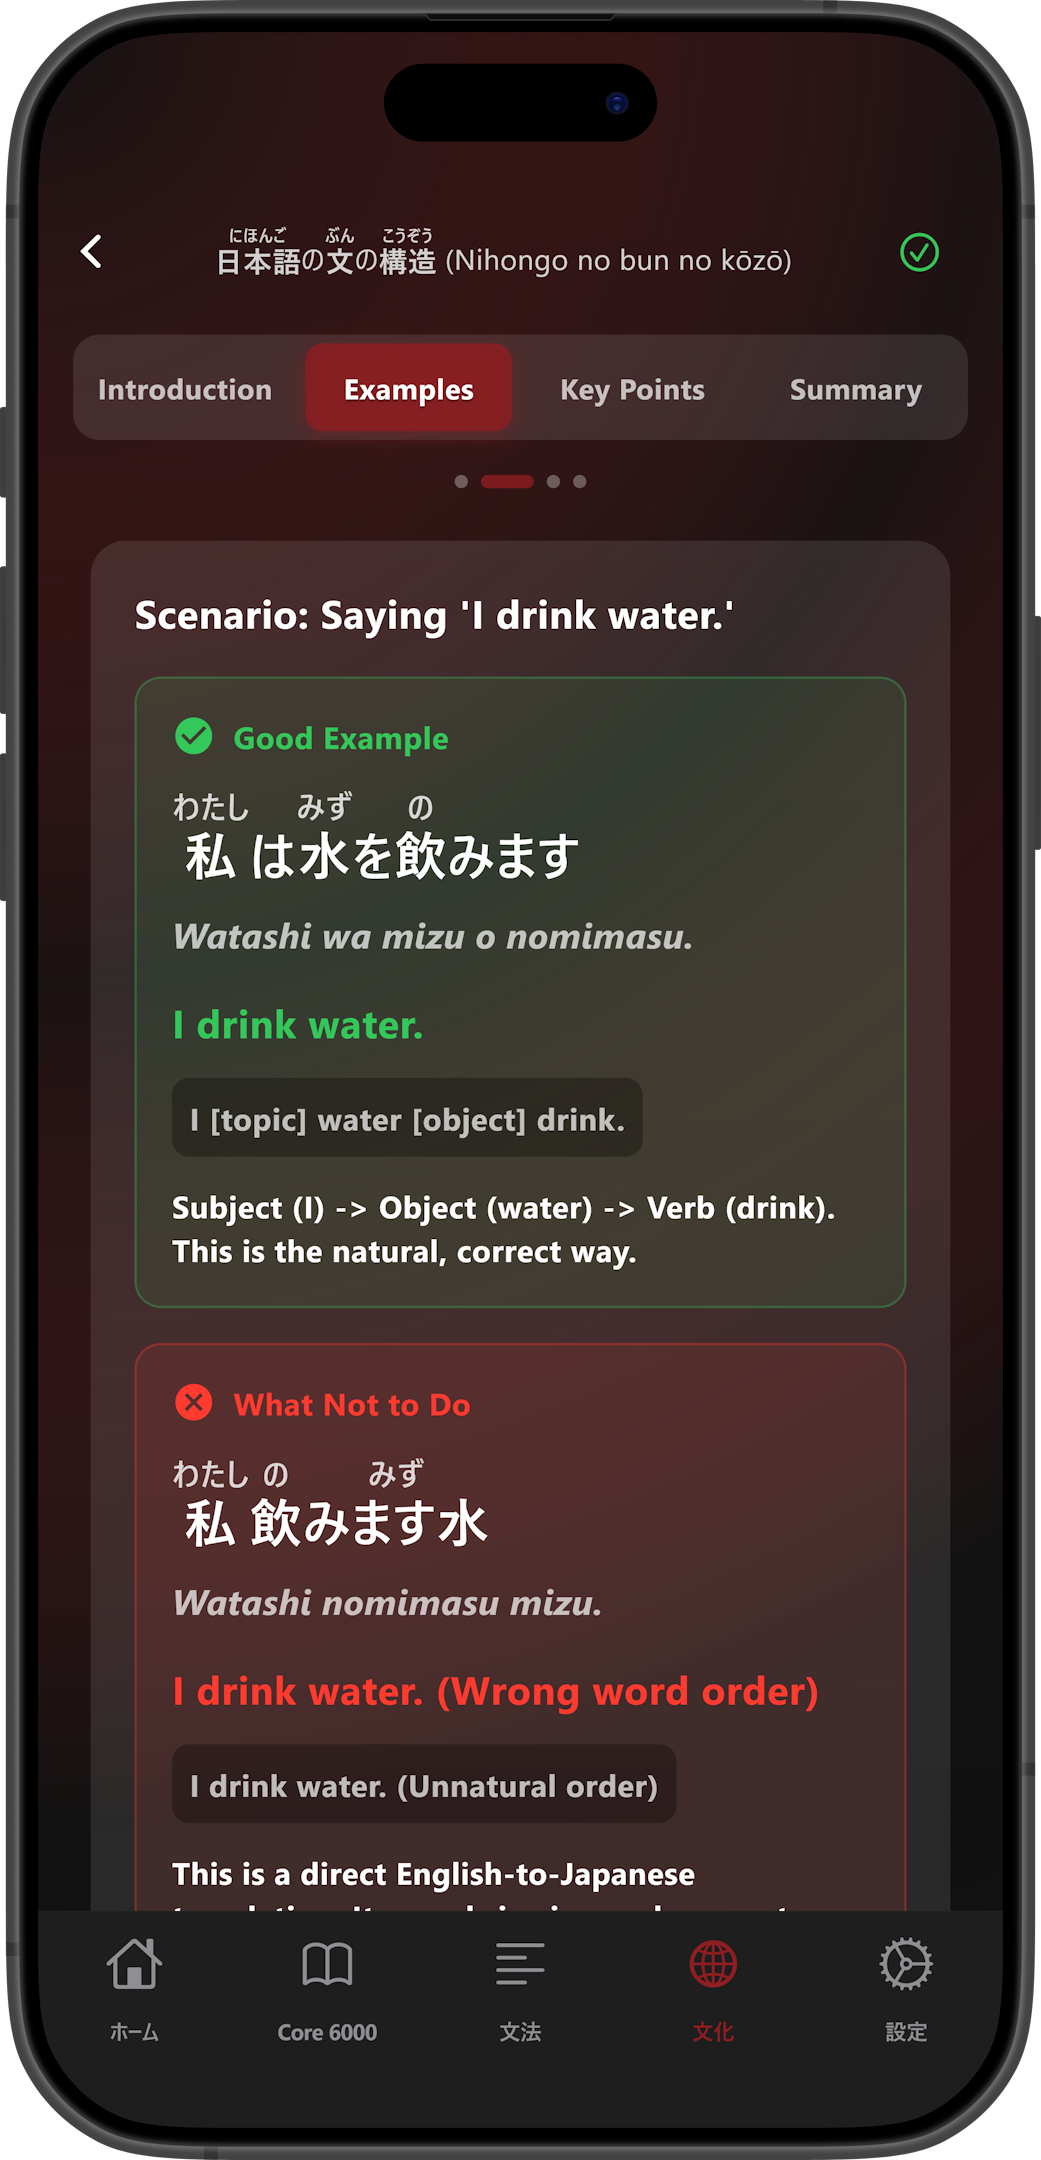 にほんご ぶん こうぞう
日本語の文の構造 (Nihongo no bun no kōzō)
Introduction Examples Key Points Summary
Scenario: Saying 'I drink water.'
Good Example
わたし みず の
私は水を飲みます
Watashi wa mizu o nomimasu.
I drink water.
I [topic] water [object] drink.
Subject (I) -> Object (water) -> Verb (drink).
This is the natural, correct way.
What Not to Do
わたし の みず
私飲みます水
Watashi nomimasu mizu.
I drink water. (Wrong word order)
I drink water. (Unnatural order)
This is a direct English-to-Japanese
ホーム Core 6000 文法 文化 設定